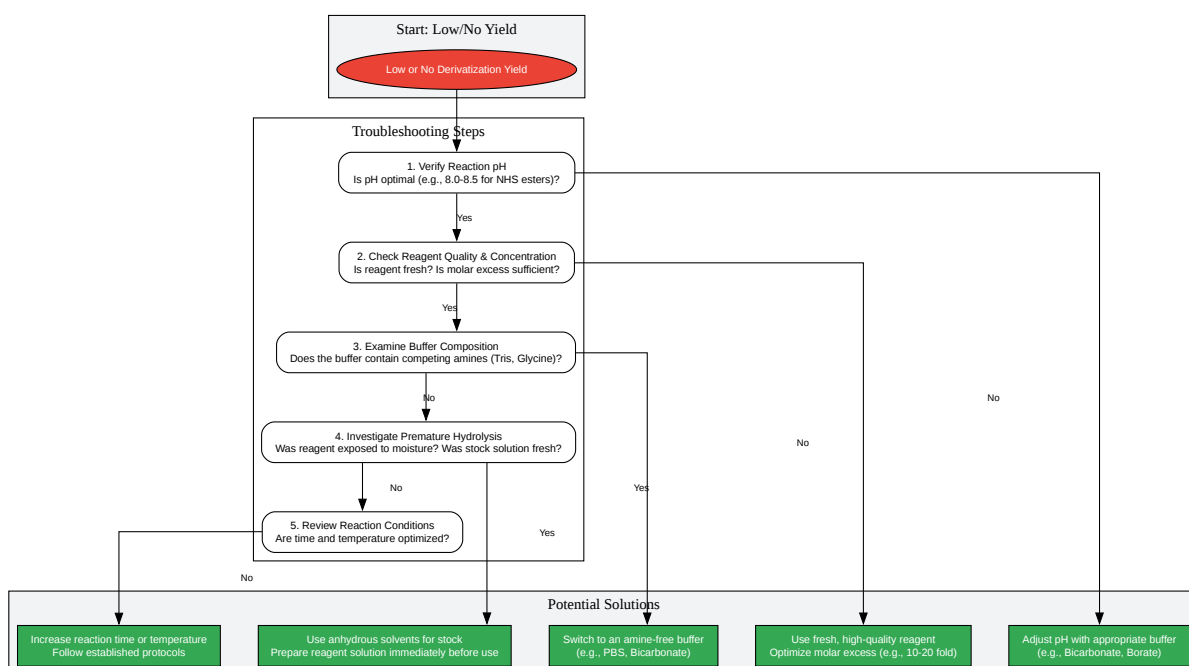 Start: Low/No Yield
Low or No Derivatization Yield
Troubleshooting Steps
1. Verify Reaction pH
Is pH optimal (e.g., 8.0-8.5 for NHS esters)?
Yes
2. Check Reagent Quality & Concentration
Is reagent fresh? Is molar excess sufficient?
Yes
3. Examine Buffer Composition
Does the buffer contain competing amines (Tris, Glycine)?
No
No
4. Investigate Premature Hydrolysis
Was reagent exposed to moisture? Was stock solution fresh?
No
No
Yes
5. Review Reaction Conditions
Are time and temperature optimized?
Yes
No
Potential Solutions
Increase reaction time or temperature
Follow established protocols
Use anhydrous solvents for stock
Prepare reagent solution immediately before use
Switch to an amine-free buffer
(e.g., PBS, Bicarbonate)
Use fresh, high-quality reagent
Optimize molar excess (e.g., 10-20 fold)
Adjust pH with appropriate buffer
(e.g., Bicarbonate, Borate)